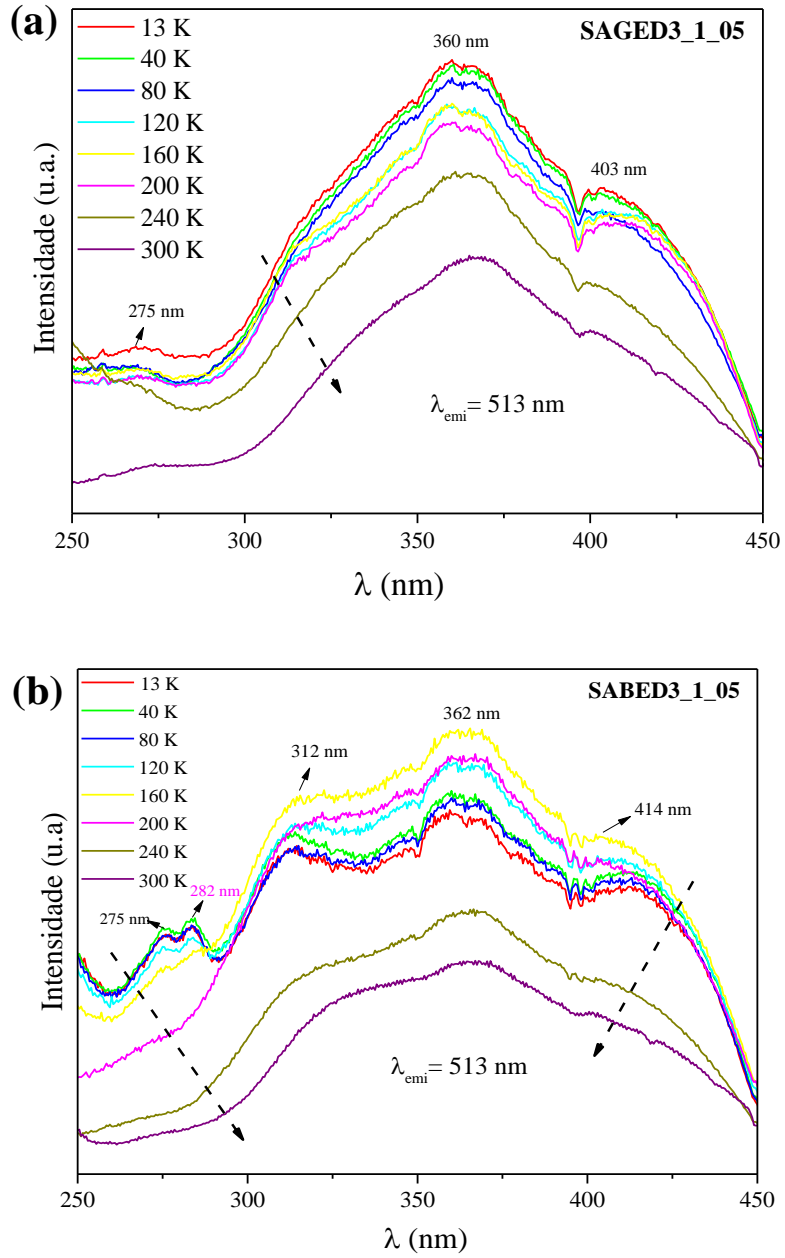 (a)
SAGED3_1_05
13 K
40 K
80 K
120 K
160 K
200 K
240 K
300 K
360 nm
403 nm
275 nm
λemi= 513 nm
Intensidade (u.a.)
250 300 350 400 450
λ (nm)
(b)
SABED3_1_05
13 K
40 K
80 K
120 K
160 K
200 K
240 K
300 K
362 nm
312 nm
414 nm
275 nm
282 nm
λemi= 513 nm
Intensidade (u.a)
250 300 350 400 450
λ (nm)